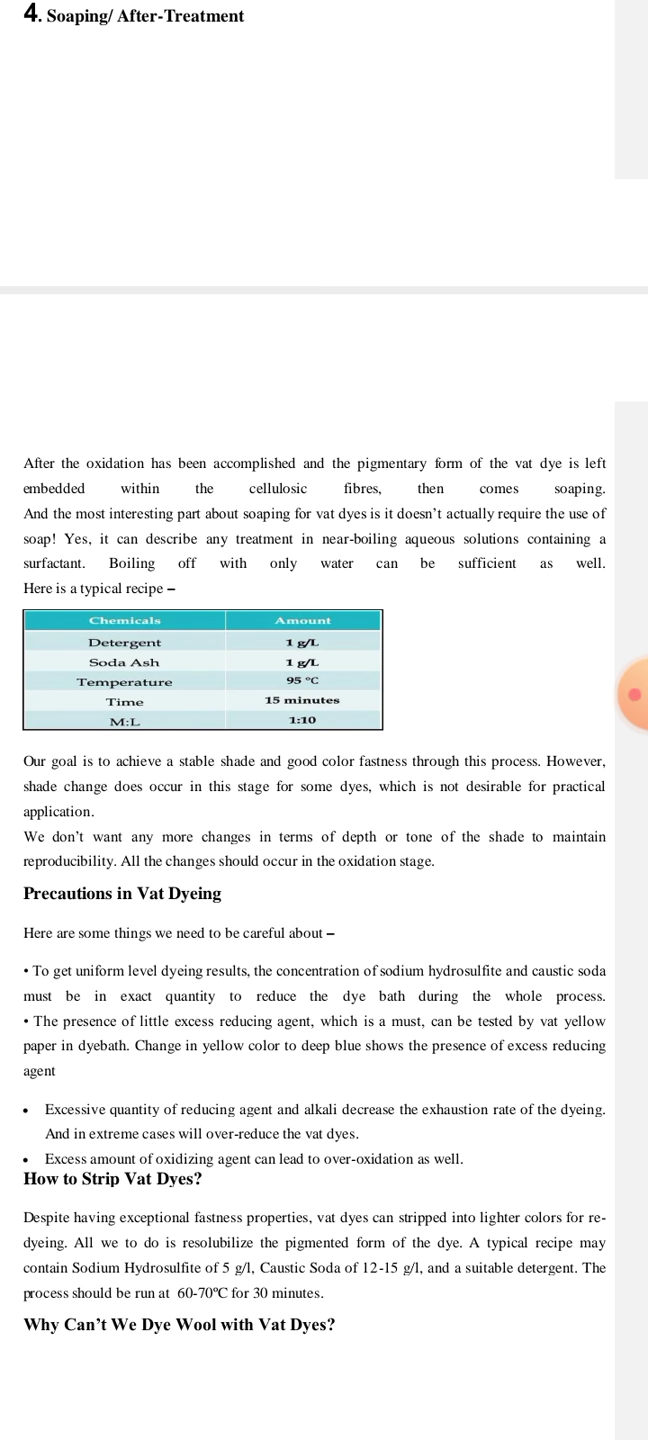 4. Soaping/ After-Treatment
After the oxidation has been accomplished and the pigmentary form of the vat dye is left
embedded within the cellulosic fibres, then comes soaping.
And the most interesting part about soaping for vat dyes is it doesn't actually require the use of
soap! Yes, it can describe any treatment in near-boiling aqueous solutions containing a
surfactant. Boiling off with only water can be sufficient as well.
Here is a typical recipe –
Chemicals Amount
Detergent 1 g/L
Soda Ash 1 g/L
Temperature 95 °C
Time 15 minutes
M:L 1:10
Our goal is to achieve a stable shade and good color fastness through this process. However,
shade change does occur in this stage for some dyes, which is not desirable for practical
application.
We don't want any more changes in terms of depth or tone of the shade to maintain
reproducibility. All the changes should occur in the oxidation stage.
Precautions in Vat Dyeing
Here are some things we need to be careful about –
• To get uniform level dyeing results, the concentration of sodium hydrosulfite and caustic soda
must be in exact quantity to reduce the dye bath during the whole process.
• The presence of little excess reducing agent, which is a must, can be tested by vat yellow
paper in dyebath. Change in yellow color to deep blue shows the presence of excess reducing
agent
• Excessive quantity of reducing agent and alkali decrease the exhaustion rate of the dyeing.
And in extreme cases will over-reduce the vat dyes.
• Excess amount of oxidizing agent can lead to over-oxidation as well.
How to Strip Vat Dyes?
Despite having exceptional fastness properties, vat dyes can stripped into lighter colors for re-
dyeing. All we to do is resolubilize the pigmented form of the dye. A typical recipe may
contain Sodium Hydrosulfite of 5 g/l, Caustic Soda of 12-15 g/l, and a suitable detergent. The
process should be run at 60-70°C for 30 minutes.
Why Can't We Dye Wool with Vat Dyes?